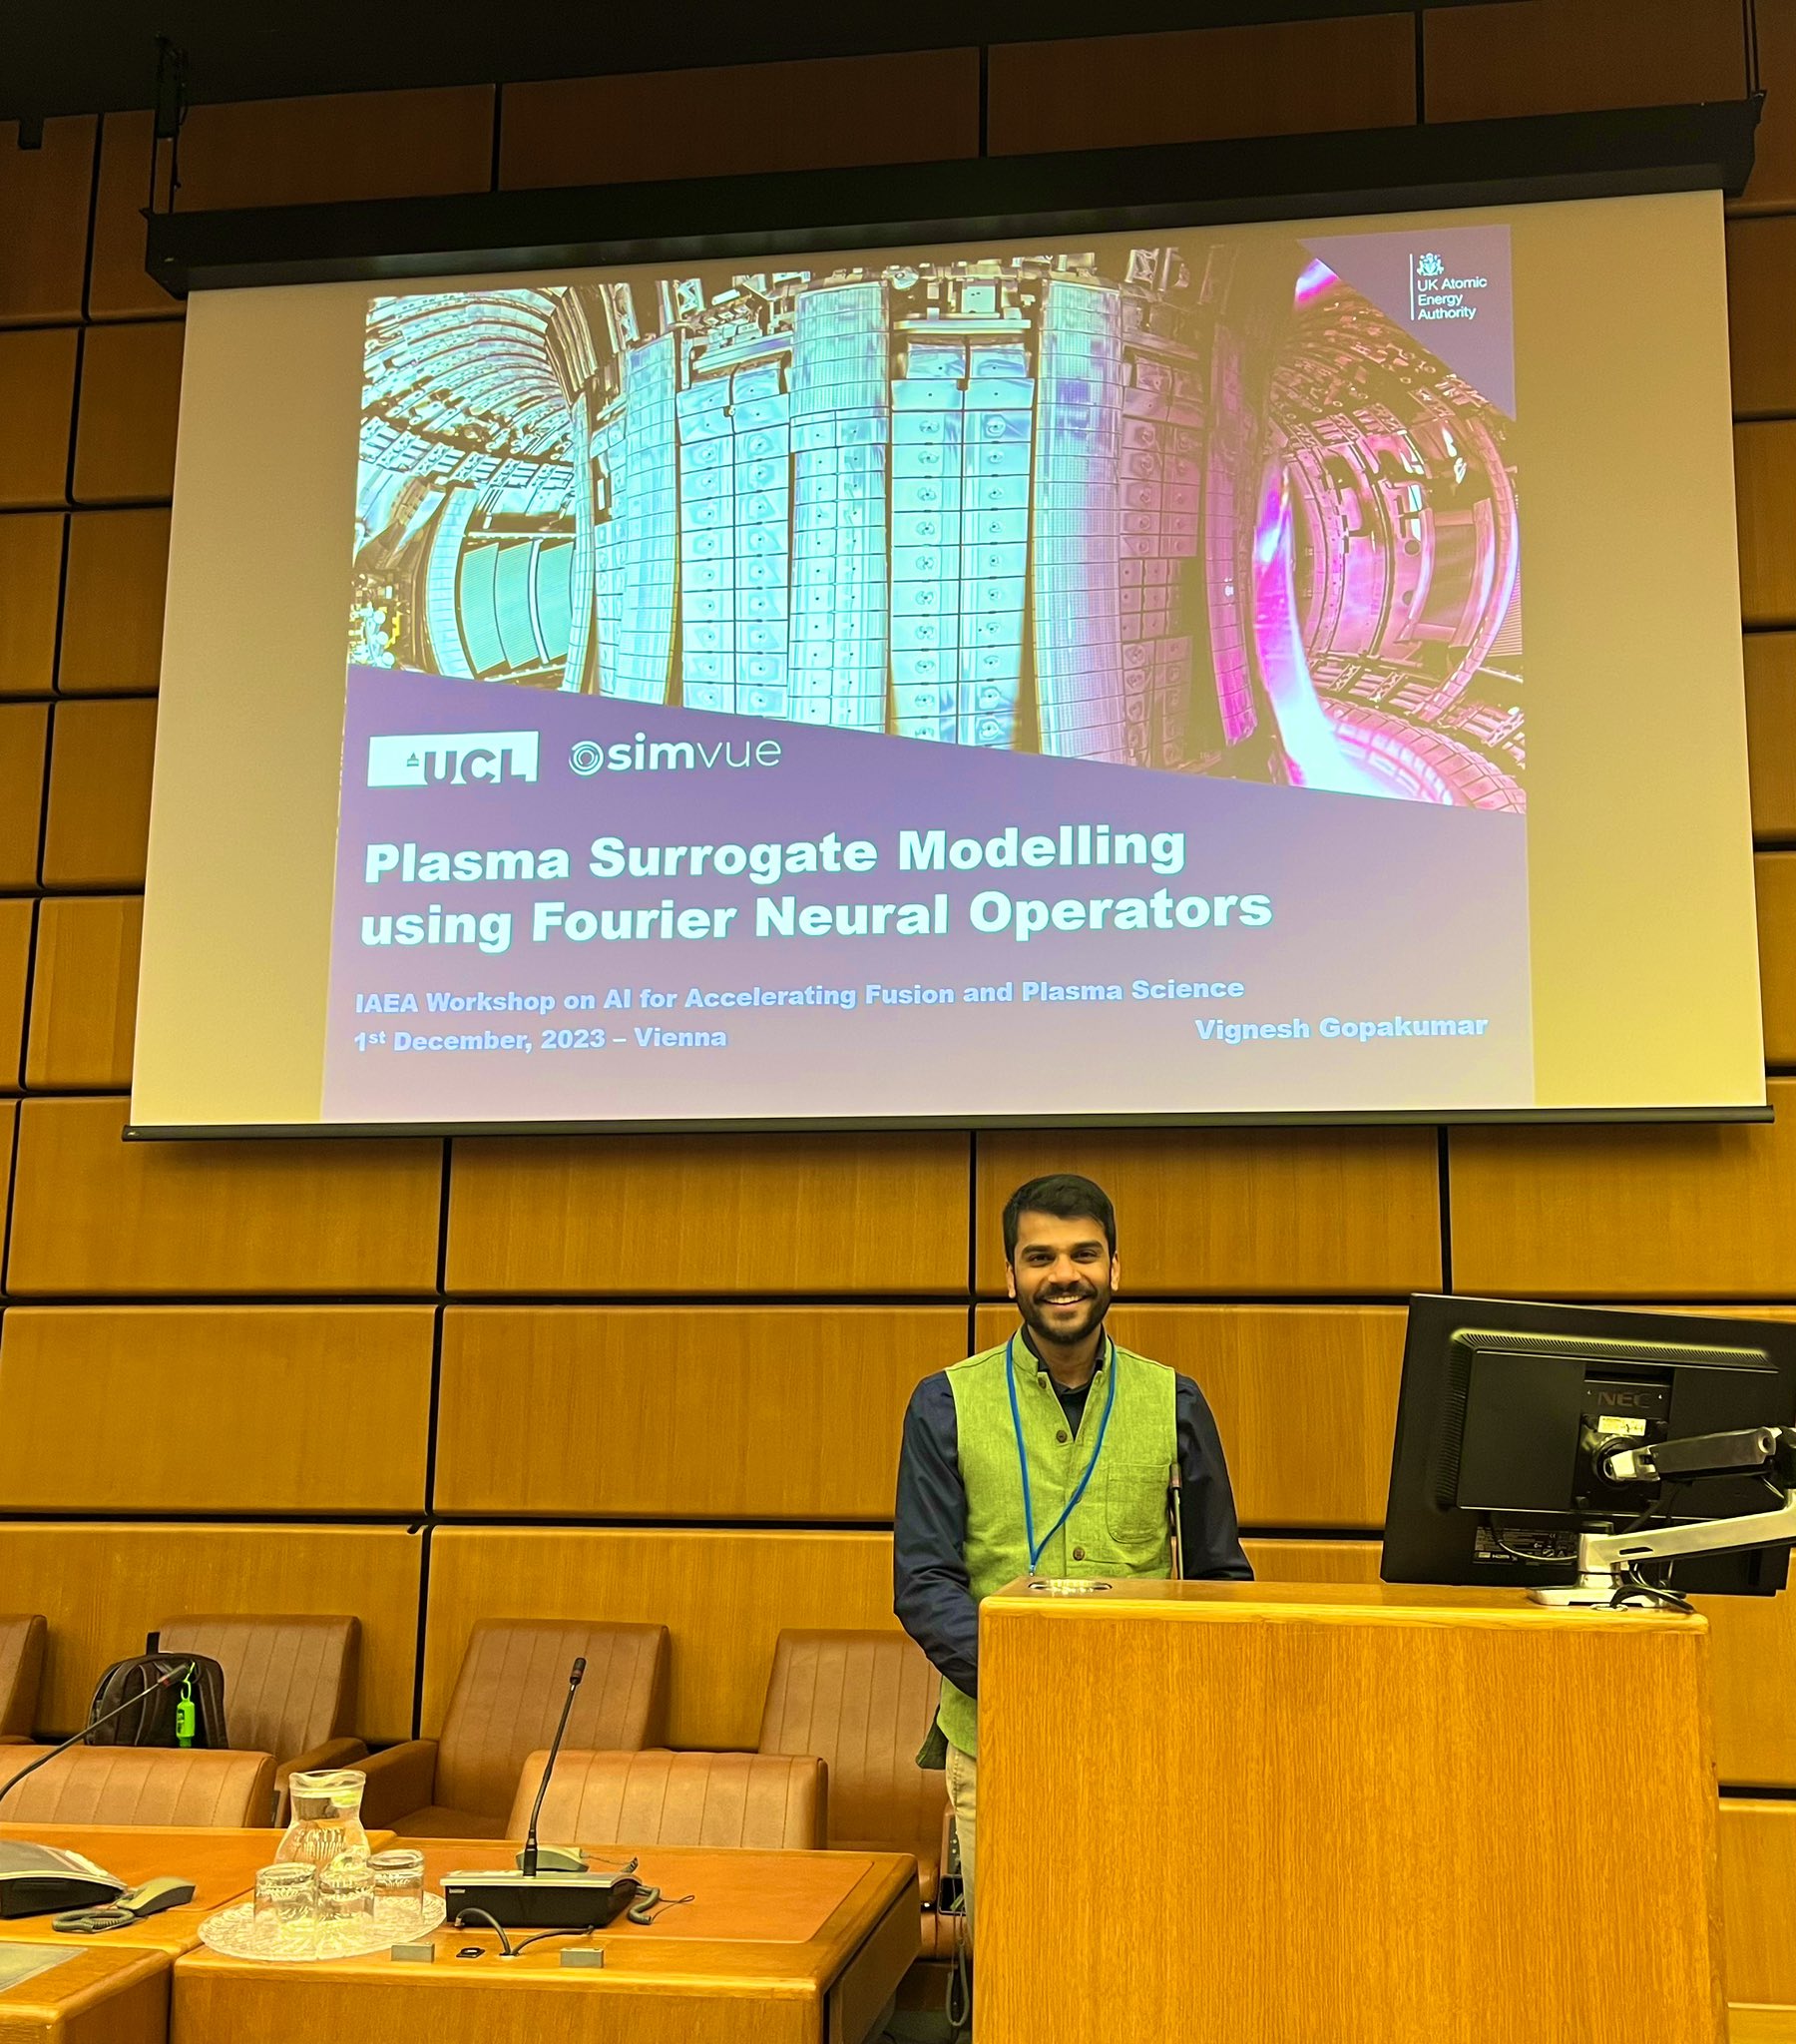 UK Atomic
Energy
Authority
UCL
simvue
Plasma Surrogate Modelling
using Fourier Neural Operators
IAEA Workshop on AI for Accelerating Fusion and Plasma Science
1st December, 2023 – Vienna
Vignesh Gopakumar
NEC